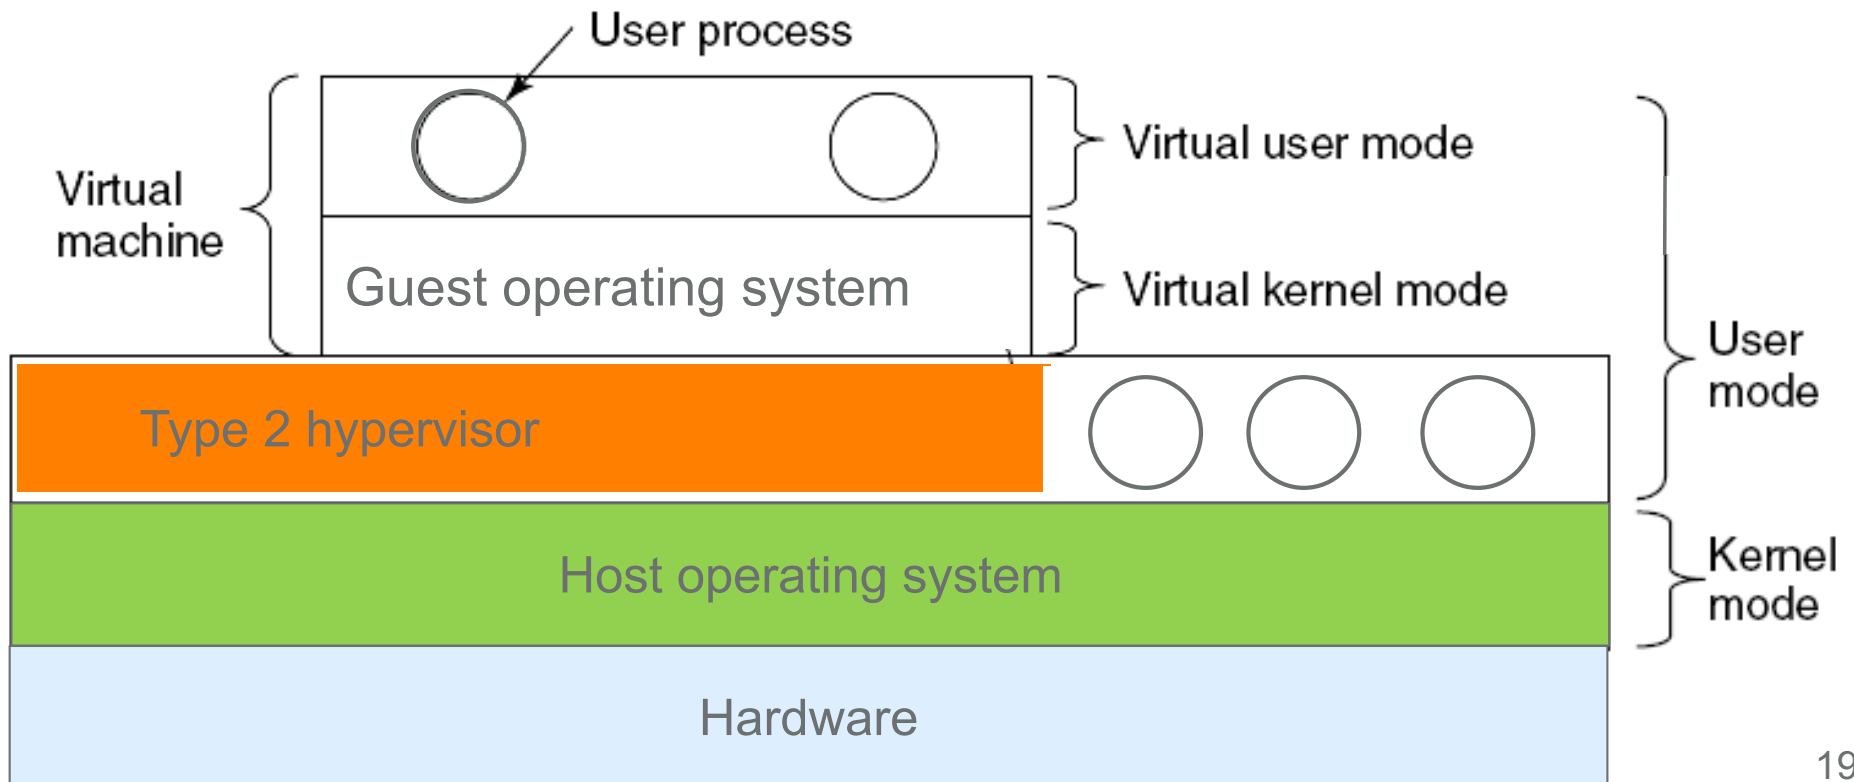 User process
Virtual
machine
Virtual user mode
Guest operating system
Virtual kernel mode
User
mode
Type 2 hypervisor
Host operating system
Kernel
mode
Hardware
19